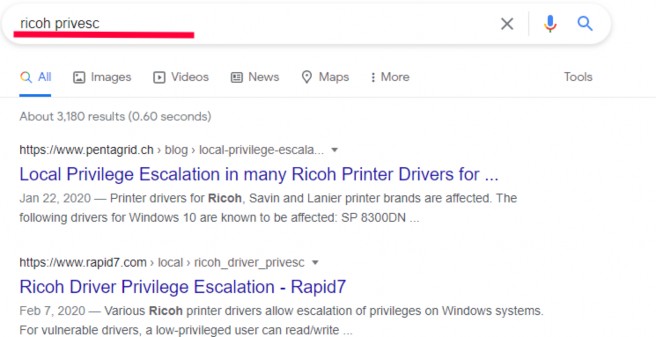 ricoh privesc
All Images Videos News Maps More Tools
About 3,180 results (0.60 seconds)
https://www.pentagrid.ch › blog › local-privilege-escala...
Local Privilege Escalation in many Ricoh Printer Drivers for ...
Jan 22, 2020 — Printer drivers for Ricoh, Savin and Lanier printer brands are affected. The
following drivers for Windows 10 are known to be affected: SP 8300DN ...
https://www.rapid7.com › local › ricoh_driver_privesc
Ricoh Driver Privilege Escalation - Rapid7
Feb 7, 2020 — Various Ricoh printer drivers allow escalation of privileges on Windows systems.
For vulnerable drivers, a low-privileged user can read/write ...